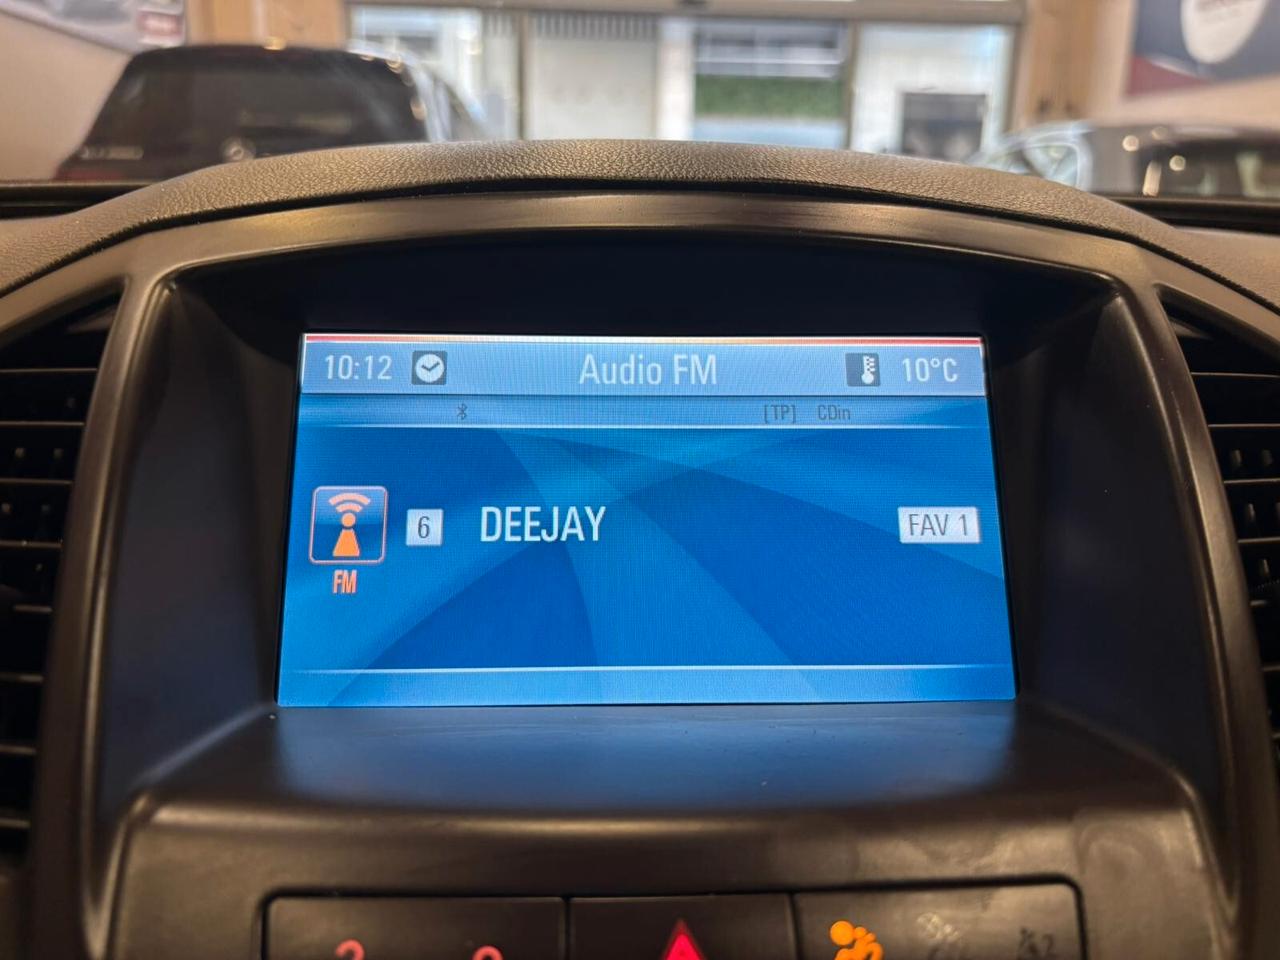 10:12 Audio FM 10°C
[TP] CDin
6 DEEJAY FAV 1
FM